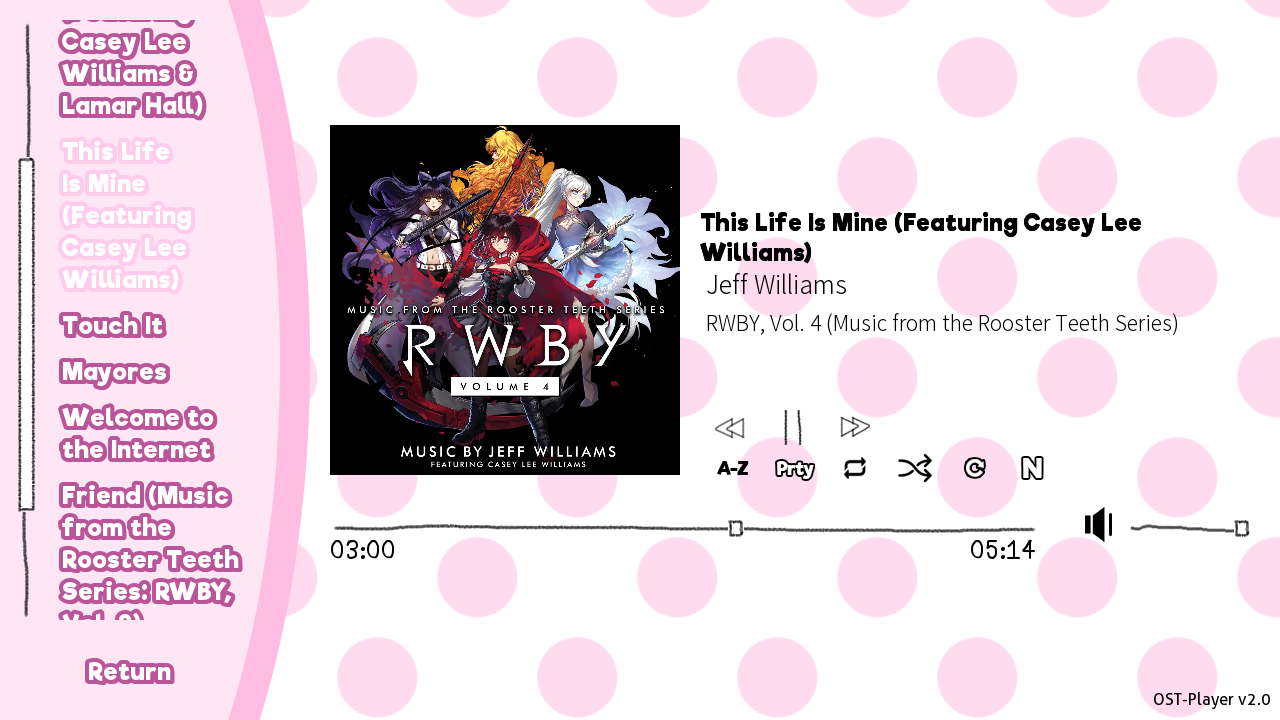 Casey Lee
Williams &
Lamar Hall)
This Life
Is Mine
(Featuring
Casey Lee
Williams)
Touch It
Mayores
Welcome to
the Internet
Friend (Music
from the
Rooster Teeth
Series: RWBY,
Return
MUSIC FROM THE ROOSTER TEETH SERIES
RWBY
VOLUME 4
MUSIC BY JEFF WILLIAMS
FEATURING CASEY LEE WILLIAMS
This Life Is Mine (Featuring Casey Lee
Williams)
Jeff Williams
RWBY, Vol. 4 (Music from the Rooster Teeth Series)
A-Z Prty N
03:00 05:14
OST-Player v2.0